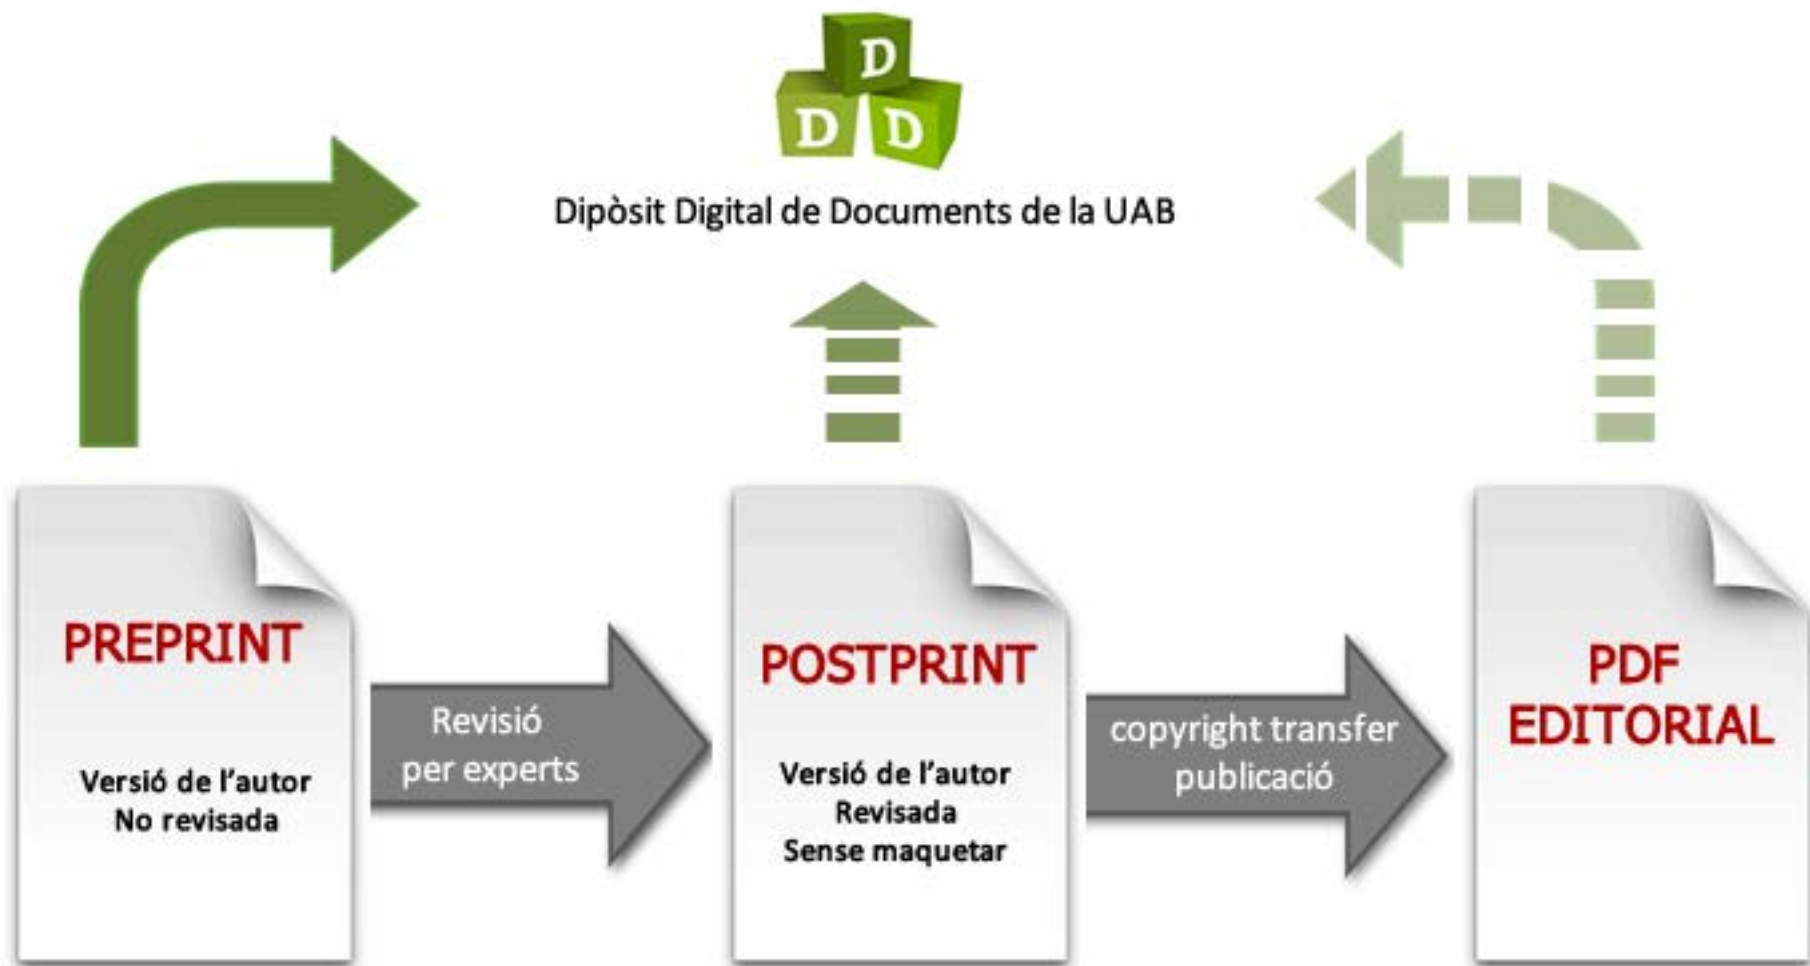 D
D D
Dipòsit Digital de Documents de la UAB
PREPRINT
Versió de l'autor
No revisada
Revisió
per experts
POSTPRINT
Versió de l'autor
Revisada
Sense maquetar
copyright transfer
publicació
PDF
EDITORIAL